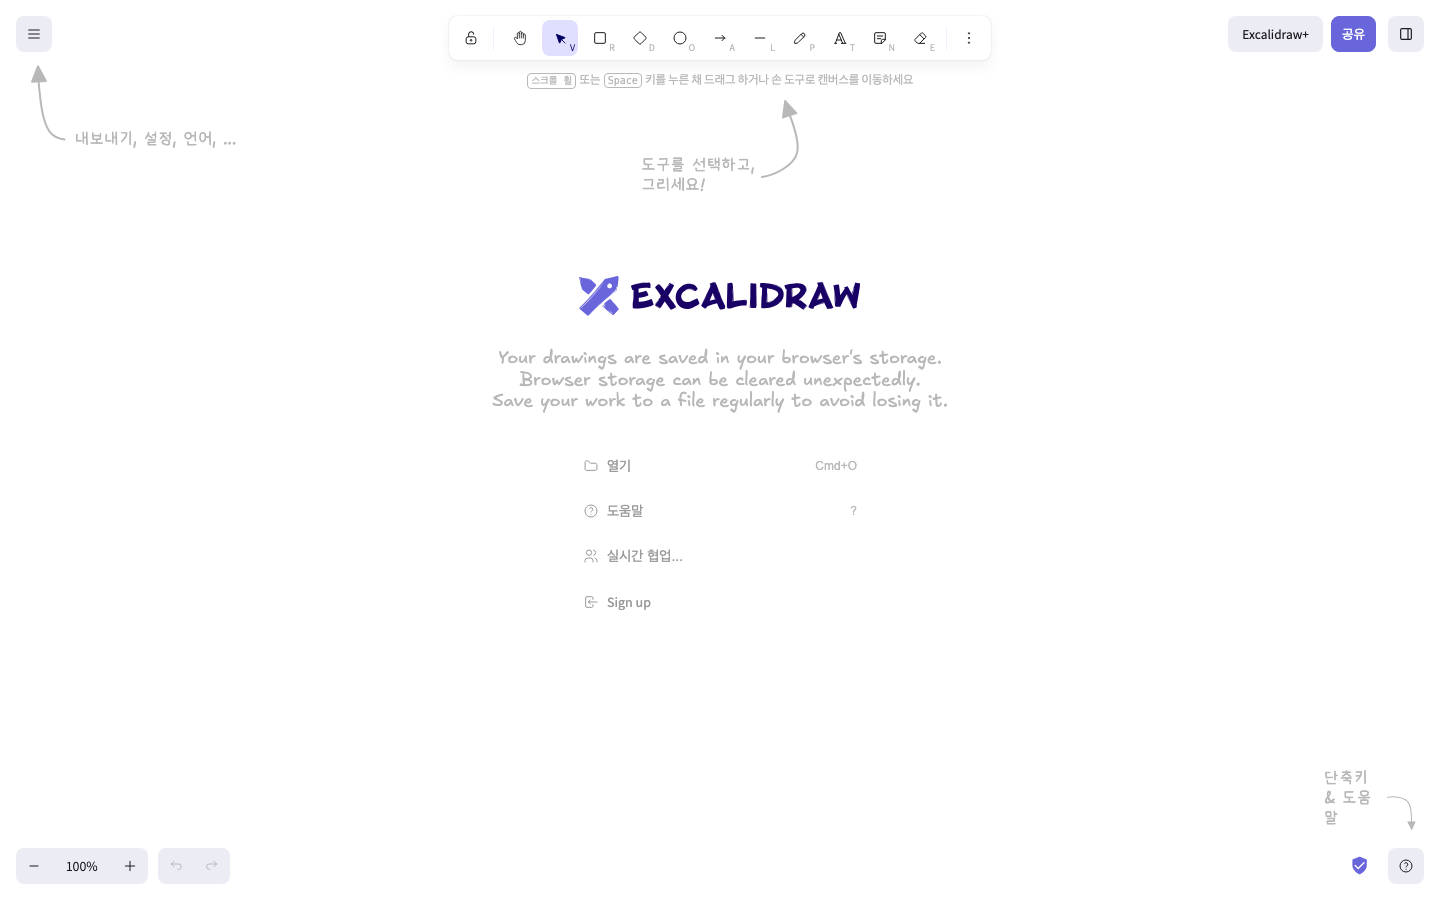 V
R
D
O
A
L
P
T
N
E
Excalidraw+
공유
스크롤 휠 또는 Space 키를 누른 채 드래그 하거나 손 도구로 캔버스를 이동하세요
내보내기, 설정, 언어, ...
도구를 선택하고,
그리세요!
EXCALIDRAW
Your drawings are saved in your browser's storage.
Browser storage can be cleared unexpectedly.
Save your work to a file regularly to avoid losing it.
열기 Cmd+O
도움말 ?
실시간 협업...
Sign up
단축키
& 도움
말
100%